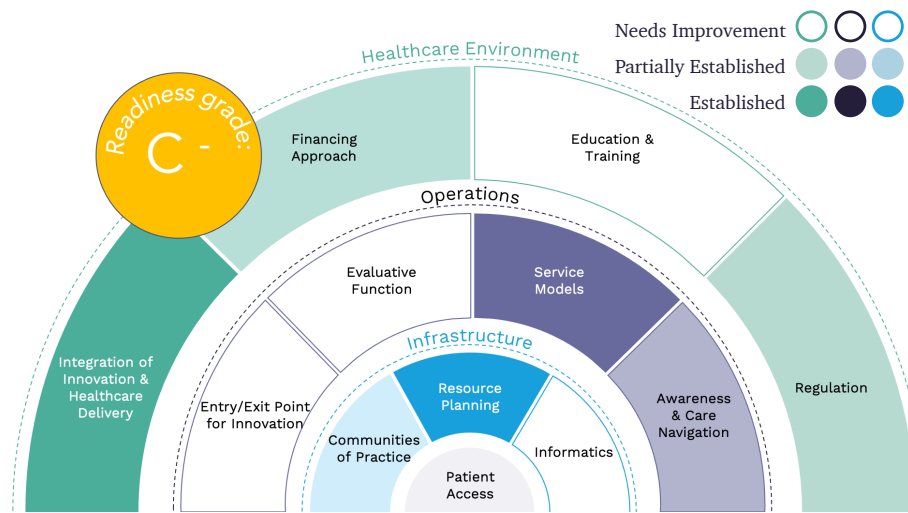 Healthcare Environment
Needs Improvement
Partially Established
Established
Readiness grade:
C -
Financing
Approach
Education &
Training
Operations
Evaluative
Function
Service
Models
Infrastructure
Integration of
Innovation &
Healthcare
Delivery
Entry/Exit Point
for Innovation
Communities
of Practice
Resource
Planning
Informatics
Awareness
& Care
Navigation
Regulation
Patient
Access